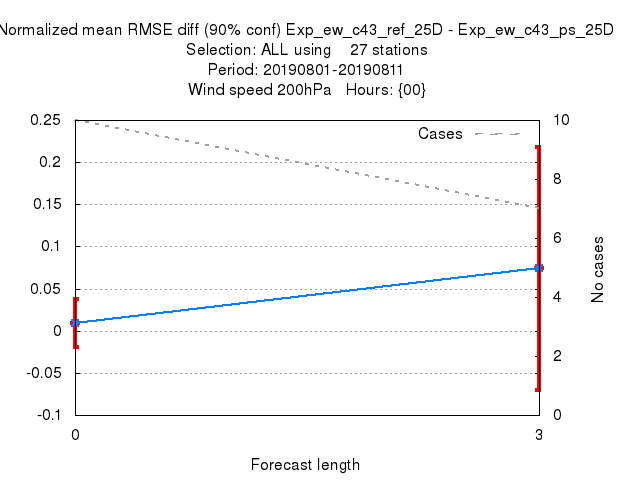 Normalized mean RMSE diff (90% conf) Exp_ew_c43_ref_25D - Exp_ew_c43_ps_25D
Selection: ALL using 27 stations
Period: 20190801-20190811
Wind speed 200hPa Hours: {00}
Cases
0.25
0.2
0.15
0.1
0.05
0
-0.05
-0.1
10
8
6
4
2
0
No cases
0
3
Forecast length